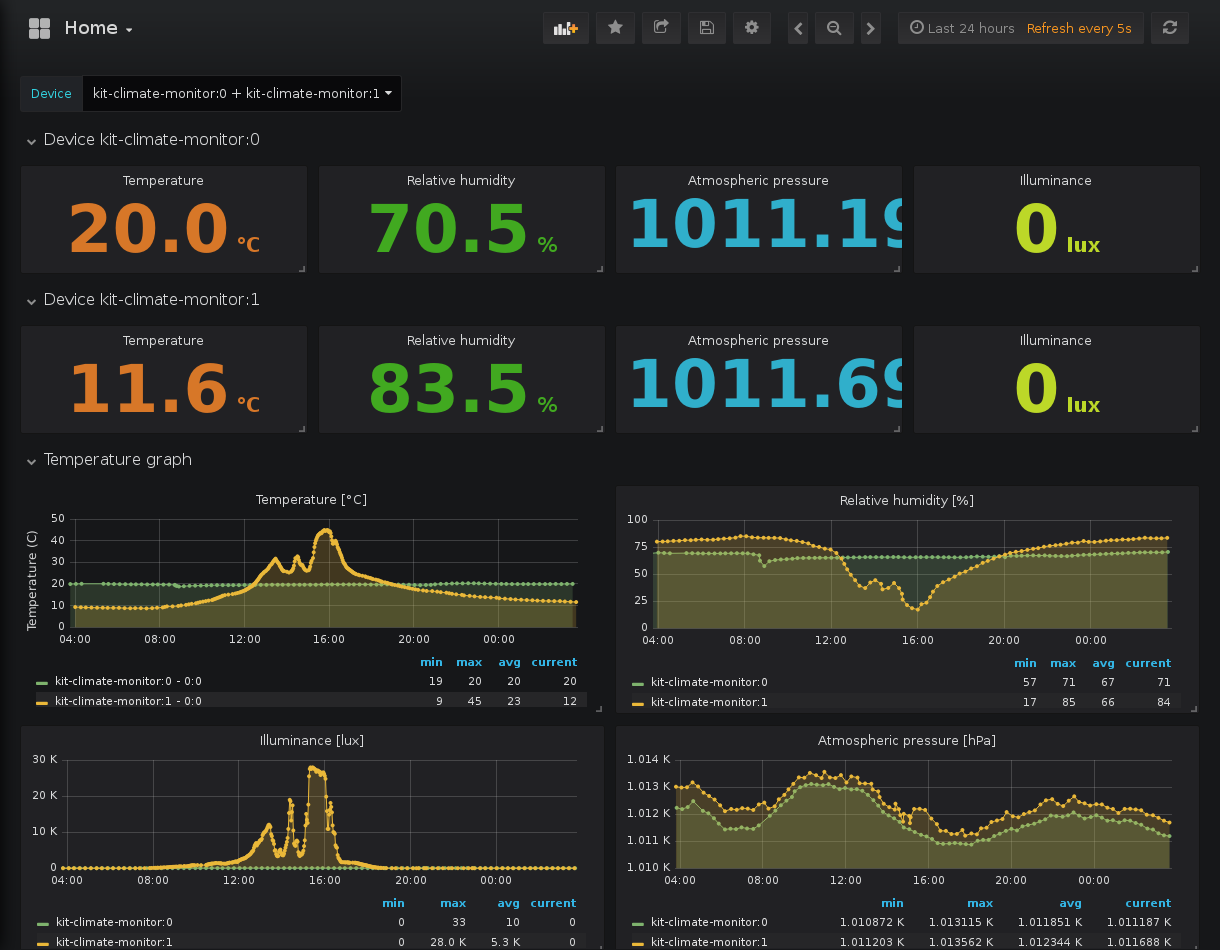 Home
Last 24 hours Refresh every 5s
Device kit-climate-monitor:0 + kit-climate-monitor:1
Device kit-climate-monitor:0
Temperature Relative humidity Atmospheric pressure Illuminance
20.0 °C 70.5 % 1011.19 0 lux
Device kit-climate-monitor:1
Temperature Relative humidity Atmospheric pressure Illuminance
11.6 °C 83.5 % 1011.69 0 lux
Temperature graph
Temperature [°C]
Temperature (C)
50
40
30
20
10
0
04:00 08:00 12:00 16:00 20:00 00:00
min max avg current
kit-climate-monitor:0 - 0:0 19 20 20 20
kit-climate-monitor:1 - 0:0 9 45 23 12
Relative humidity [%]
100
75
50
25
0
04:00 08:00 12:00 16:00 20:00 00:00
min max avg current
kit-climate-monitor:0 57 71 67 71
kit-climate-monitor:1 17 85 66 84
Illuminance [lux]
30 K
20 K
10 K
0
04:00 08:00 12:00 16:00 20:00 00:00
min max avg current
kit-climate-monitor:0 0 33 10 0
kit-climate-monitor:1 0 28.0 K 5.3 K 0
Atmospheric pressure [hPa]
1.014 K
1.013 K
1.012 K
1.011 K
1.010 K
04:00 08:00 12:00 16:00 20:00 00:00
min max avg current
kit-climate-monitor:0 1.010872 K 1.013115 K 1.011851 K 1.011187 K
kit-climate-monitor:1 1.011203 K 1.013562 K 1.012344 K 1.011688 K